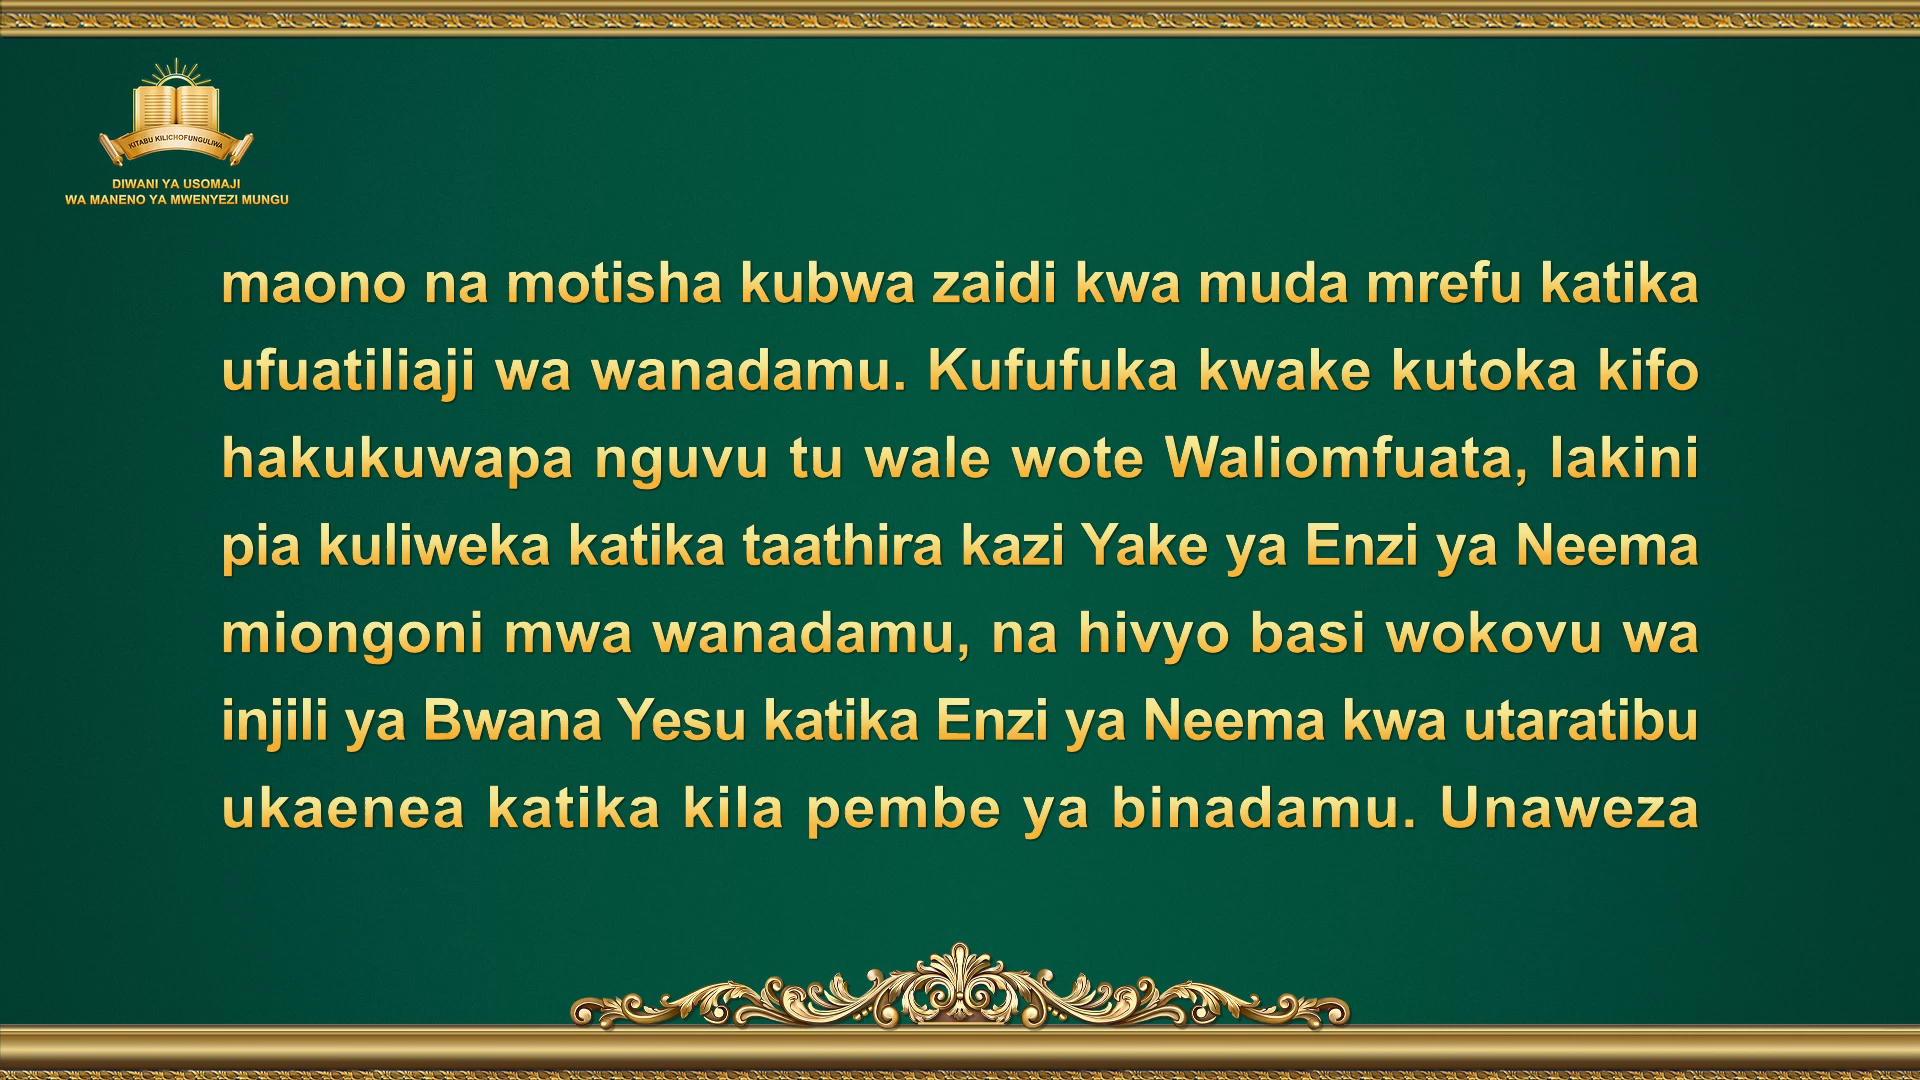 KITABU KILICHOFUNGULIWA
DIWANI YA USOMAJI
WA MANENO YA MWENYEZI MUNGU
maono na motisha kubwa zaidi kwa muda mrefu katika
ufuatiliaji wa wanadamu. Kufufuka kwake kutoka kifo
hakukuwapa nguvu tu wale wote Waliomfuata, lakini
pia kuliweka katika taathira kazi Yake ya Enzi ya Neema
miongoni mwa wanadamu, na hivyo basi wokovu wa
injili ya Bwana Yesu katika Enzi ya Neema kwa utaratibu
ukaenea katika kila pembe ya binadamu. Unaweza